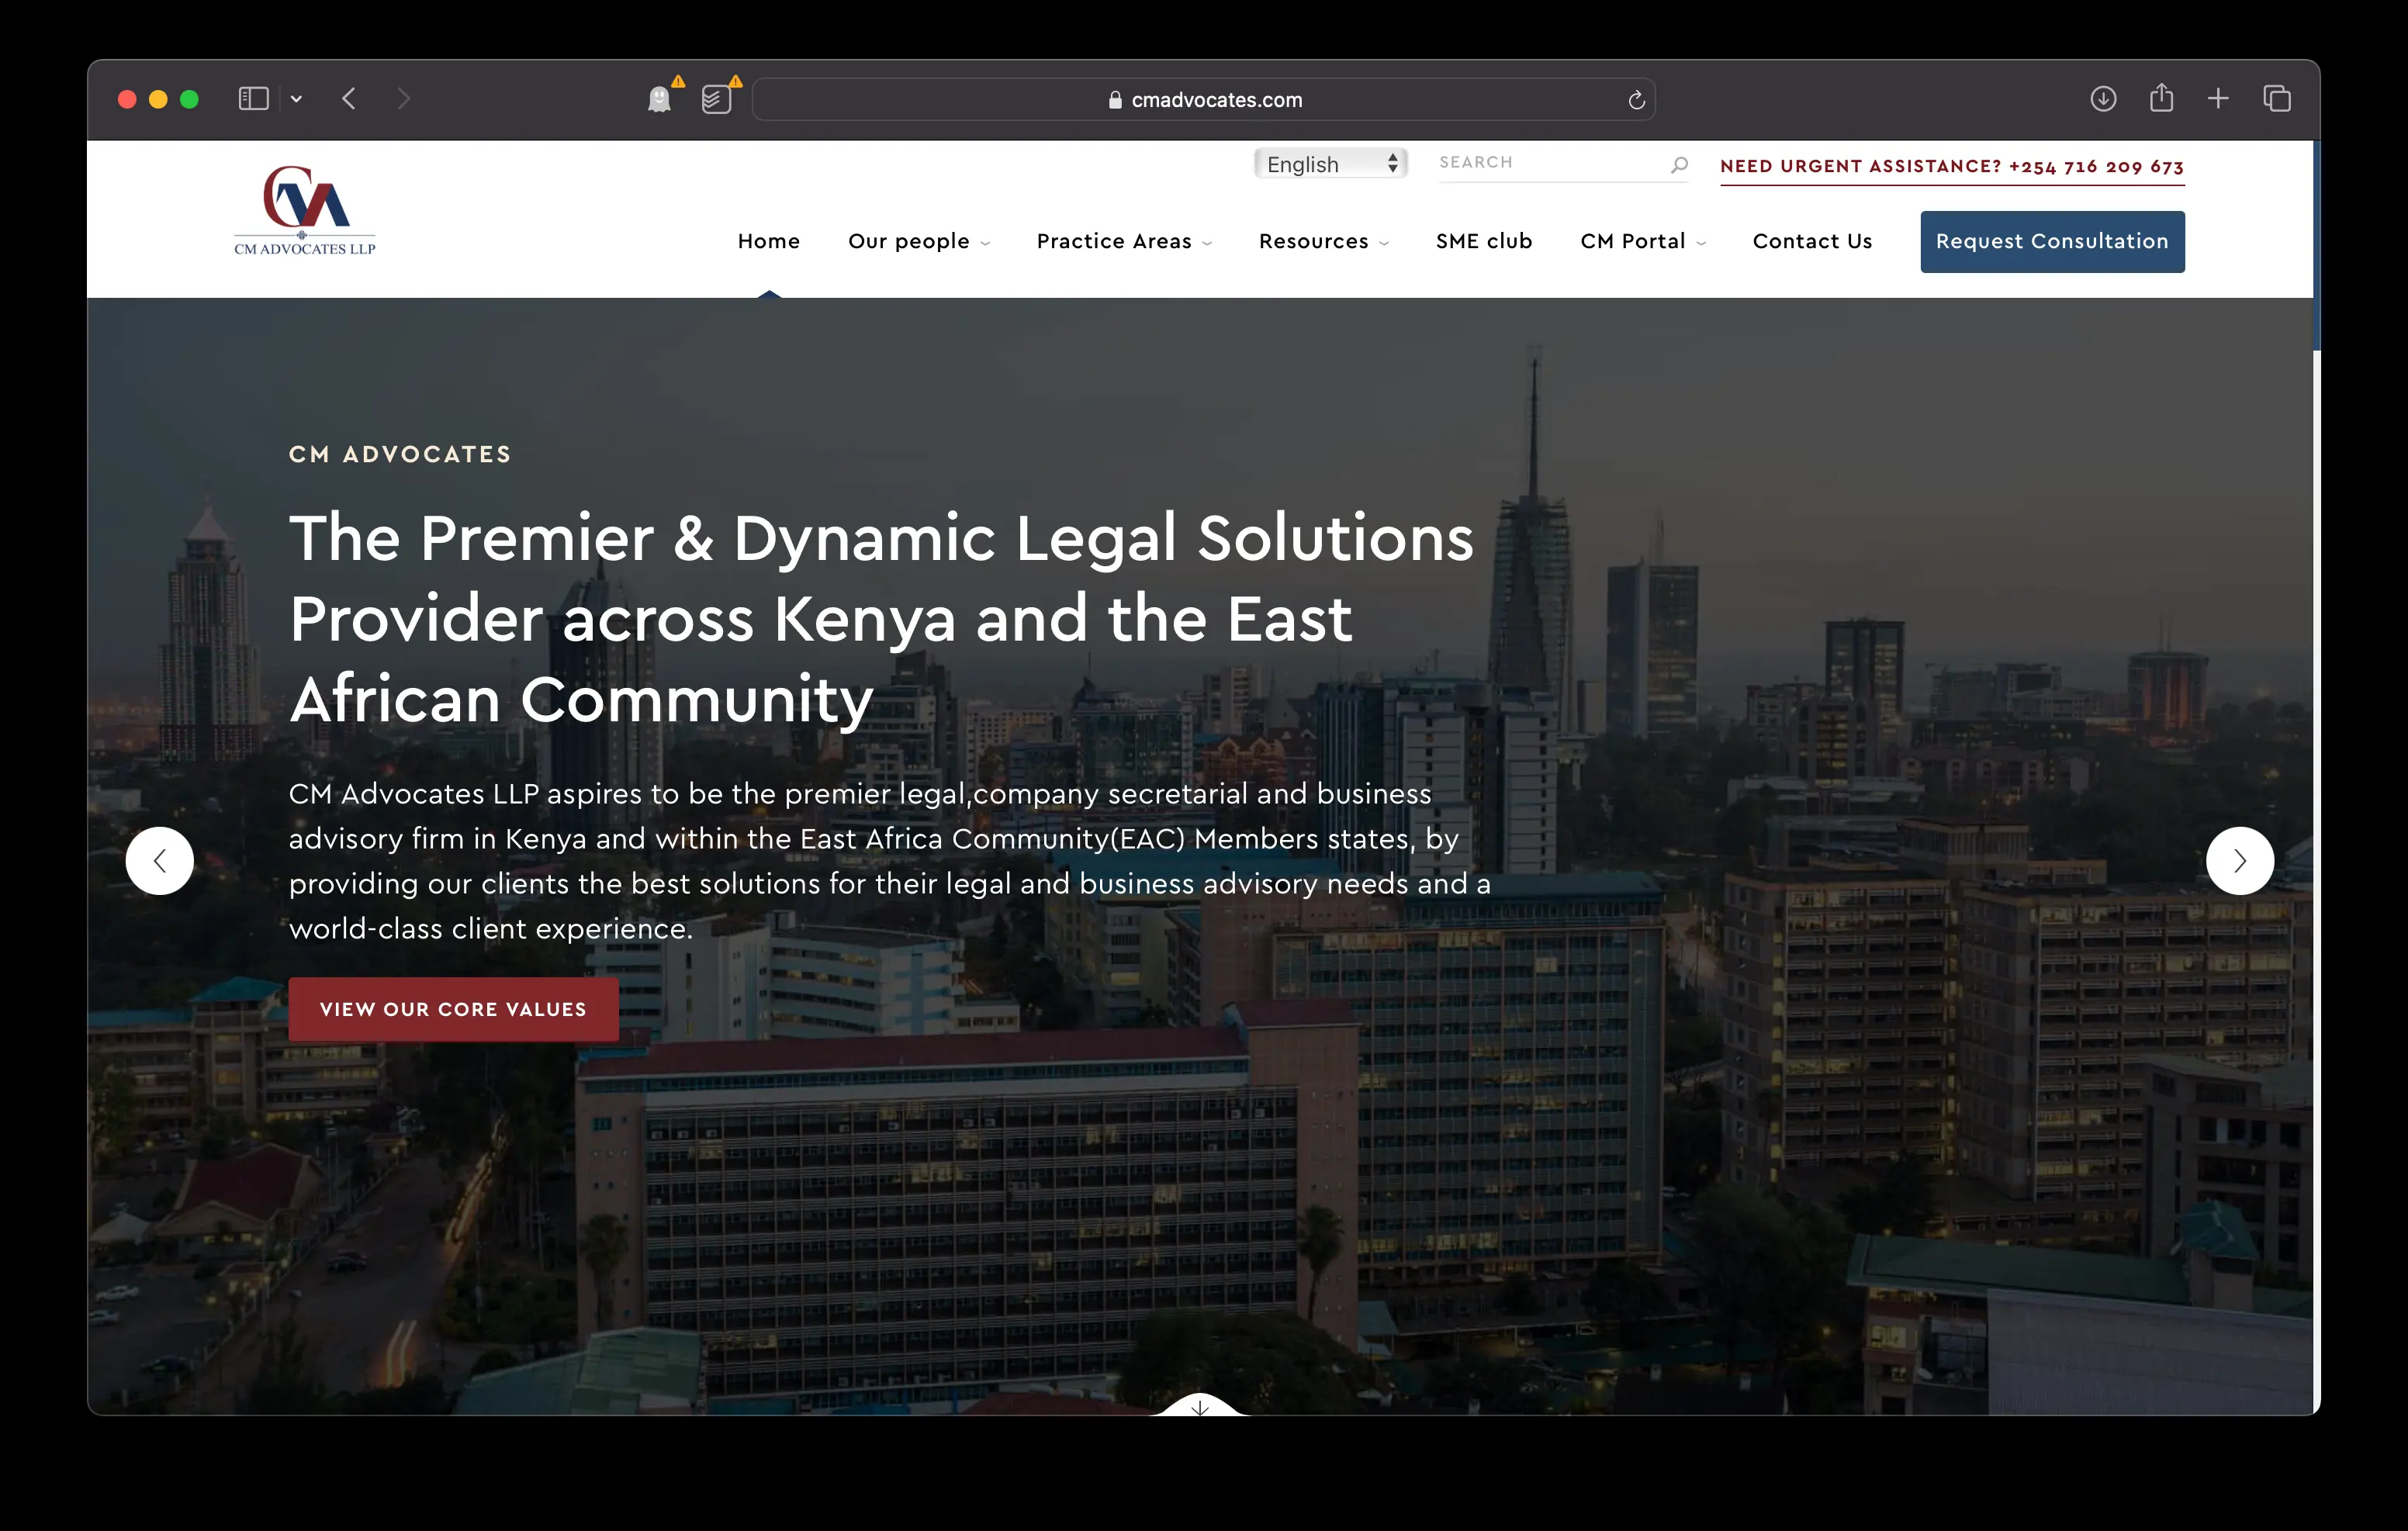 cmadvocates.com
English
SEARCH
NEED URGENT ASSISTANCE? +254 716 209 673
CM ADVOCATES LLP
Home
Our people
Practice Areas
Resources
SME club
CM Portal
Contact Us
Request Consultation
CM ADVOCATES
The Premier & Dynamic Legal Solutions
Provider across Kenya and the East
African Community
CM Advocates LLP aspires to be the premier legal,company secretarial and business
advisory firm in Kenya and within the East Africa Community(EAC) Members states, by
providing our clients the best solutions for their legal and business advisory needs and a
world-class client experience.
VIEW OUR CORE VALUES